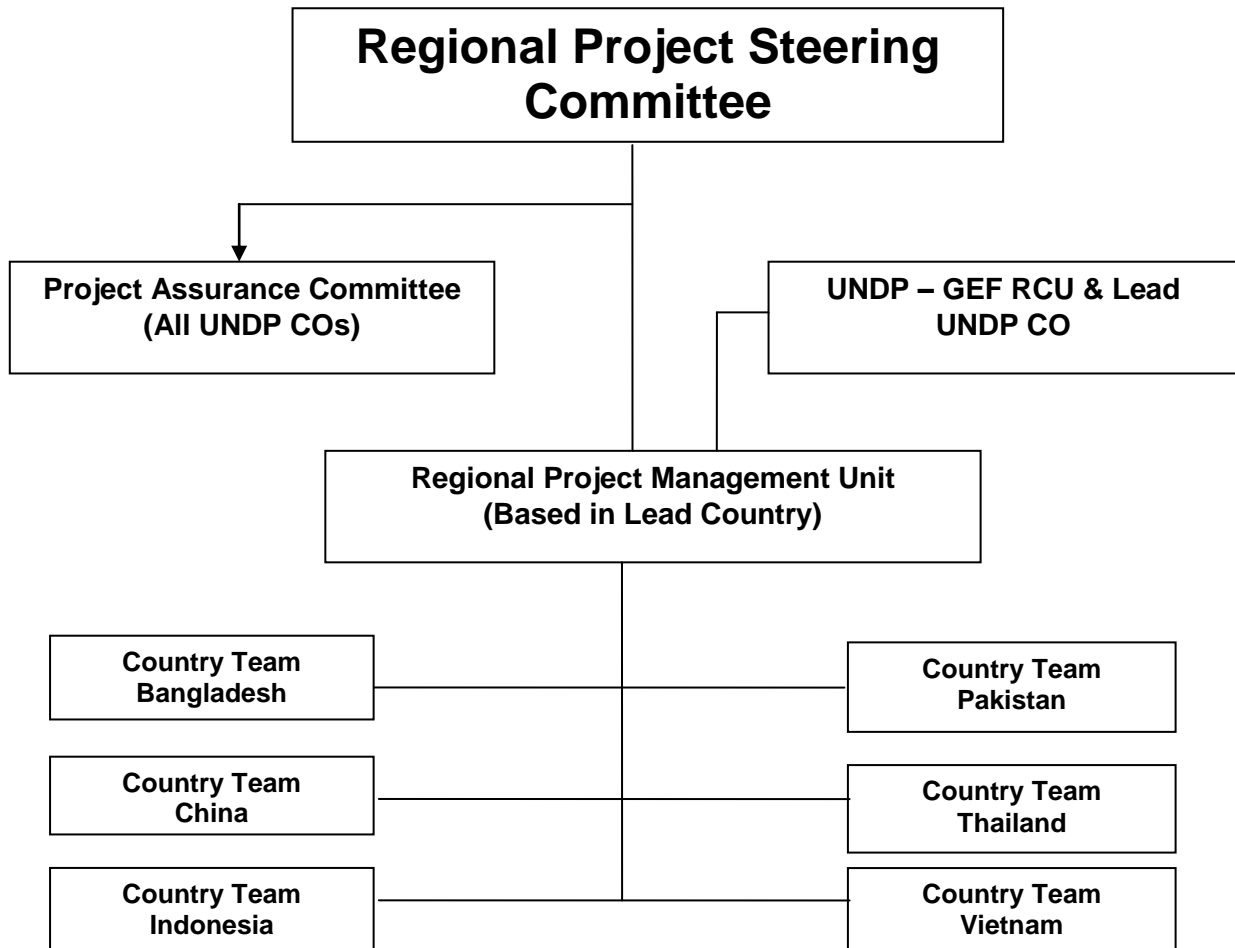 Regional Project Steering
Committee
Project Assurance Committee
(All UNDP COs)
UNDP – GEF RCU & Lead
UNDP CO
Regional Project Management Unit
(Based in Lead Country)
Country Team
Bangladesh
Country Team
Pakistan
Country Team
China
Country Team
Thailand
Country Team
Indonesia
Country Team
Vietnam